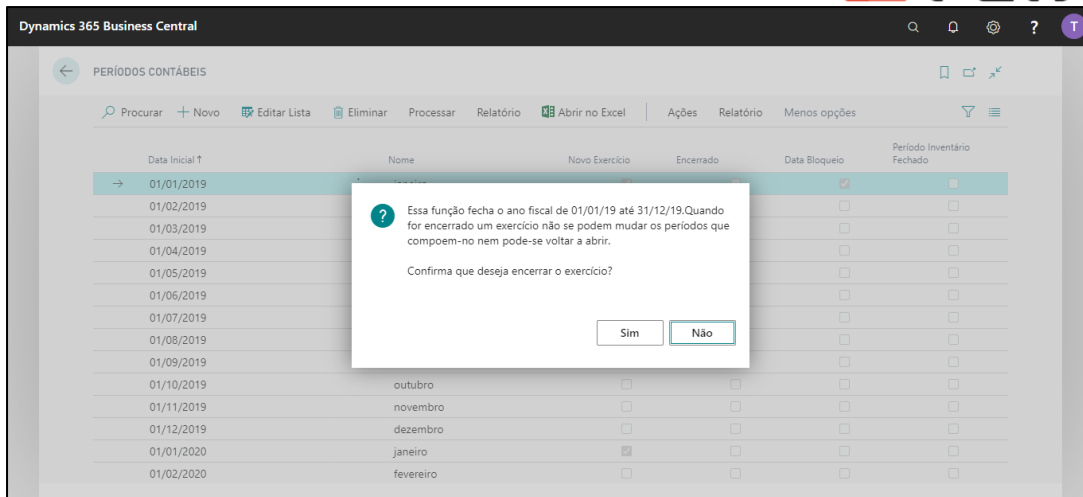 Dynamics 365 Business Central
?
T
PERÍODOS CONTÁBEIS
Procurar Novo Editar Lista Eliminar Processar Relatório Abrir no Excel Ações Relatório Menos opções
Data Inicial ↑ Nome Novo Exercício Encerrado Data Bloqueio Período Inventário Fechado
→ 01/01/2019 janeiro
01/02/2019
01/03/2019
01/04/2019
01/05/2019
01/06/2019
01/07/2019
01/08/2019
01/09/2019
?
Essa função fecha o ano fiscal de 01/01/19 até 31/12/19.Quando
for encerrado um exercício não se podem mudar os períodos que
compoem-no nem pode-se voltar a abrir.
Confirma que deseja encerrar o exercício?
Sim Não
01/10/2019 outubro
01/11/2019 novembro
01/12/2019 dezembro
01/01/2020 janeiro
01/02/2020 fevereiro